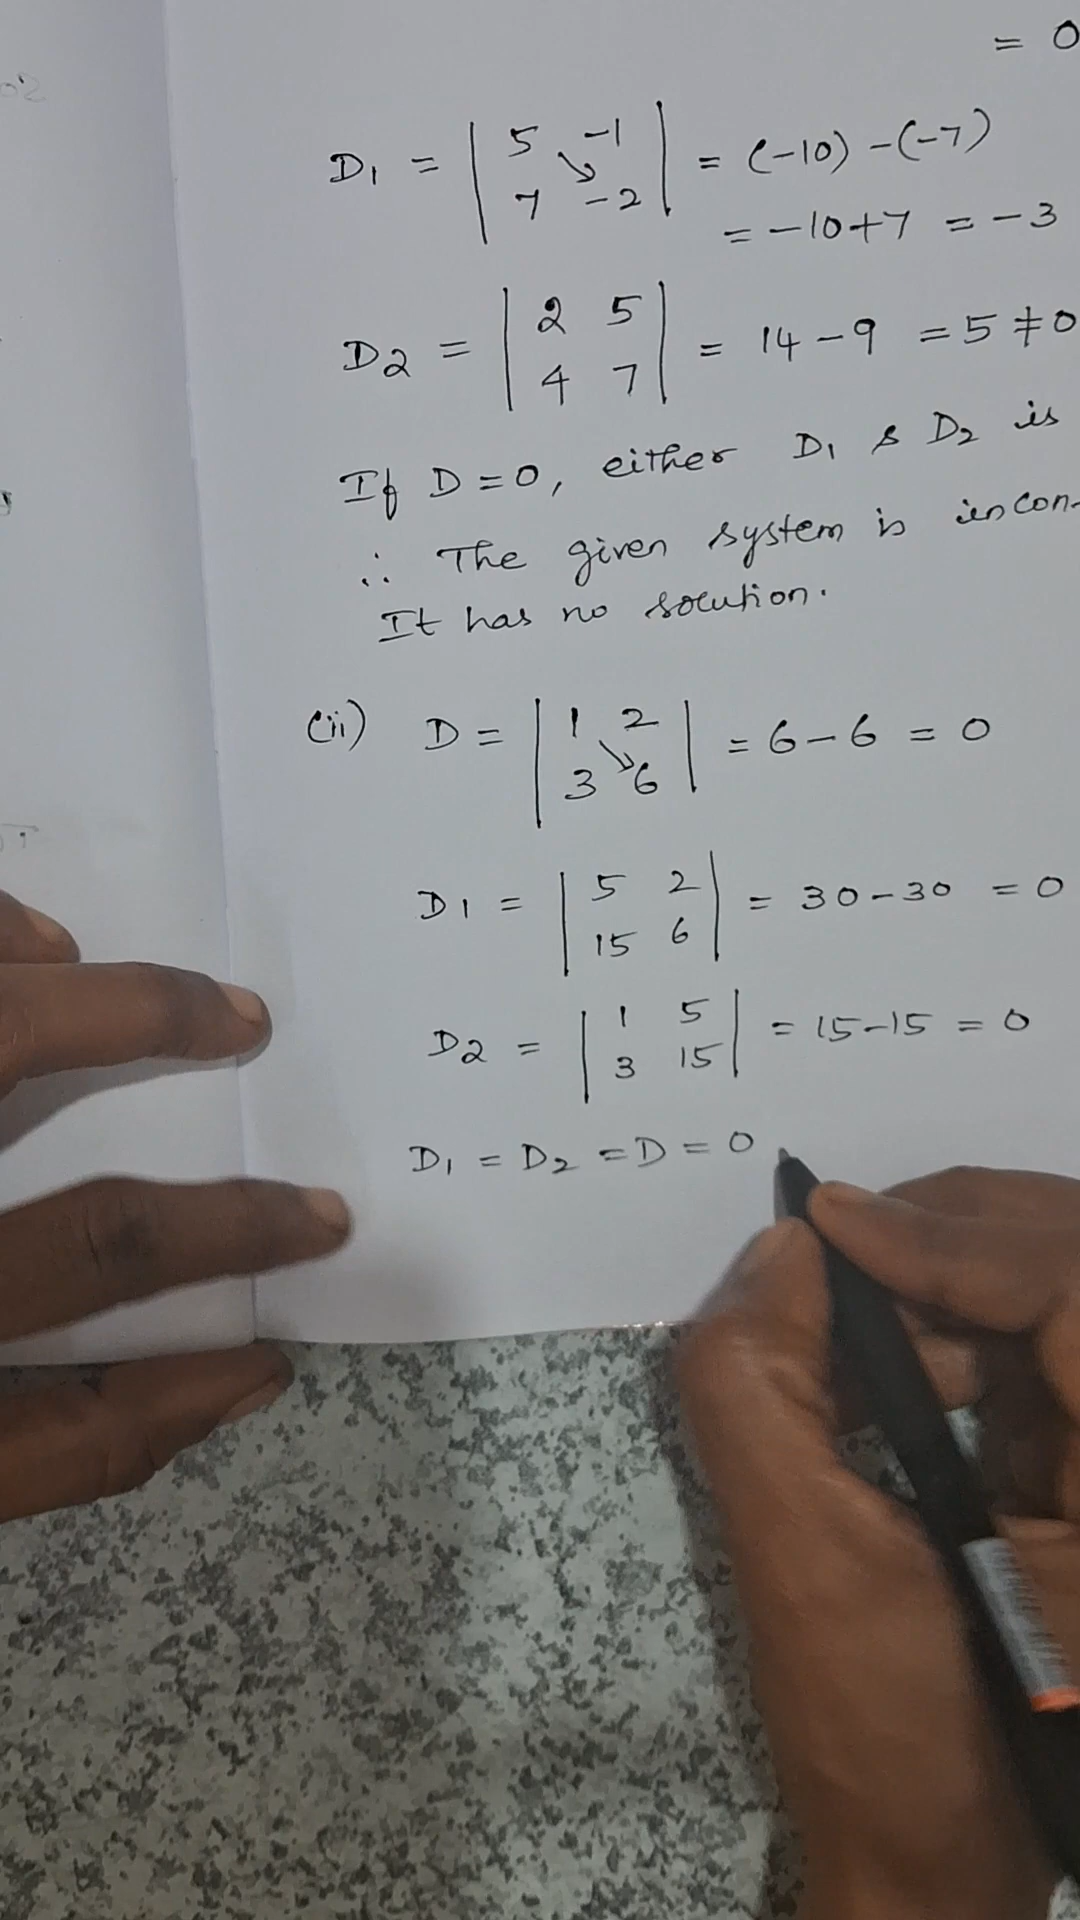 = 0
D1 = | 5 -1 | = (-10) - (-7)
| 7 -2 |
= -10+7 = -3
D2 = | 2 5 | = 14 - 9 = 5 ≠ 0
| 4 7 |
If D = 0, either D1 & D2 is
∴ The given system is incon-
It has no solution.
(ii) D = | 1 2 | = 6 - 6 = 0
| 3 6 |
D1 = | 5 2 | = 30 - 30 = 0
| 15 6 |
D2 = | 1 5 | = 15 - 15 = 0
| 3 15 |
D1 = D2 = D = 0